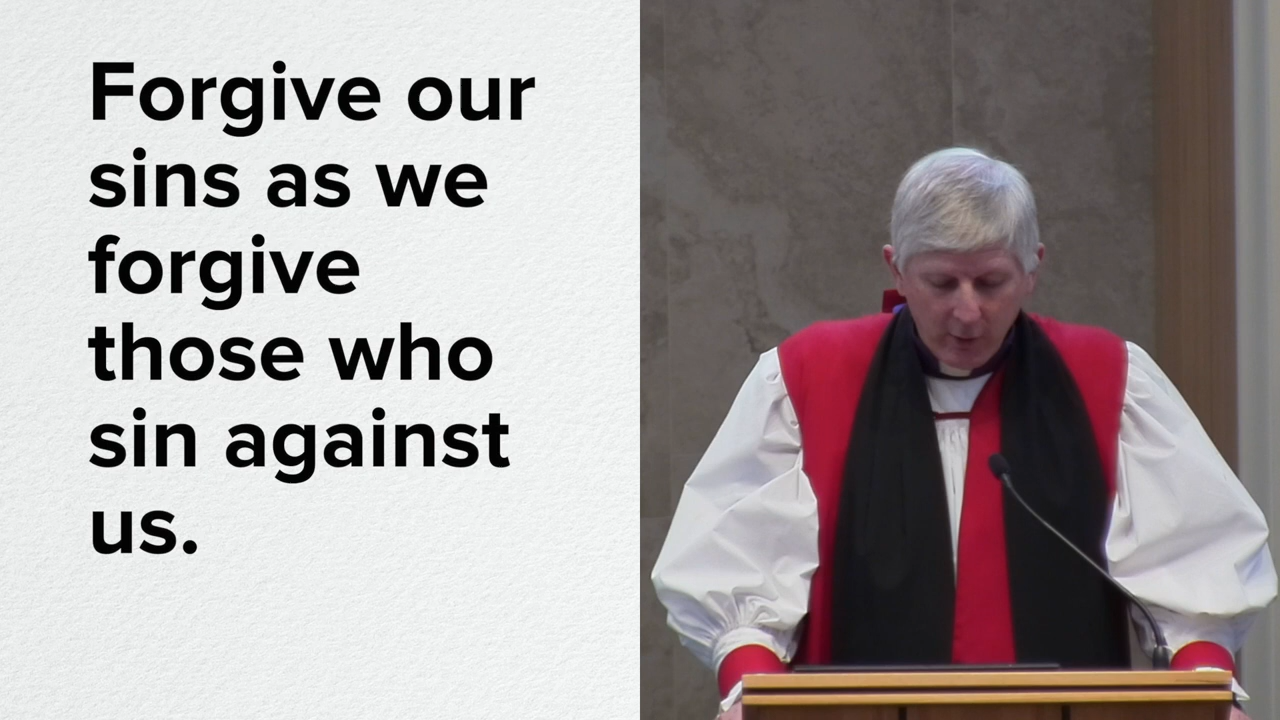 Forgive our
sins as we
forgive
those who
sin against
us.